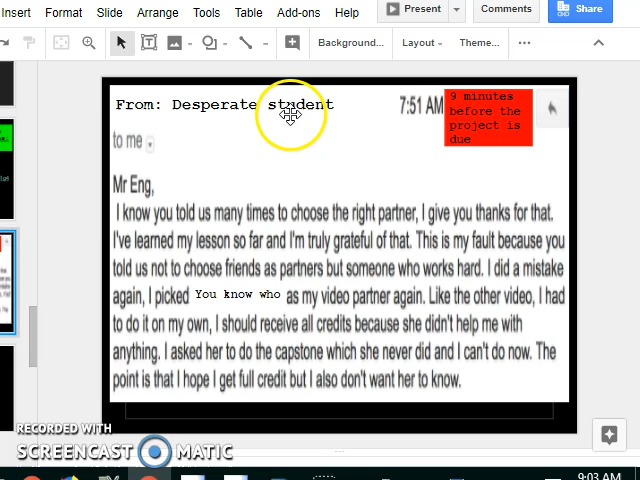 Insert Format Slide Arrange Tools Table Add-ons Help Present Comments Share
Background... Layout Theme...
From: Desperate student 7:51 AM 9 minutes
before the
project is
due
to me
Mr Eng,
I know you told us many times to choose the right partner, I give you thanks for that.
I've learned my lesson so far and I'm truly grateful of that. This is my fault because you
told us not to choose friends as partners but someone who works hard. I did a mistake
again, I picked You know who as my video partner again. Like the other video, I had
to do it on my own, I should receive all credits because she didn't help me with
anything. I asked her to do the capstone which she never did and I can't do now. The
point is that I hope I get full credit but I also don't want her to know.
RECORDED WITH
SCREENCAST MATIC
9:03 AM